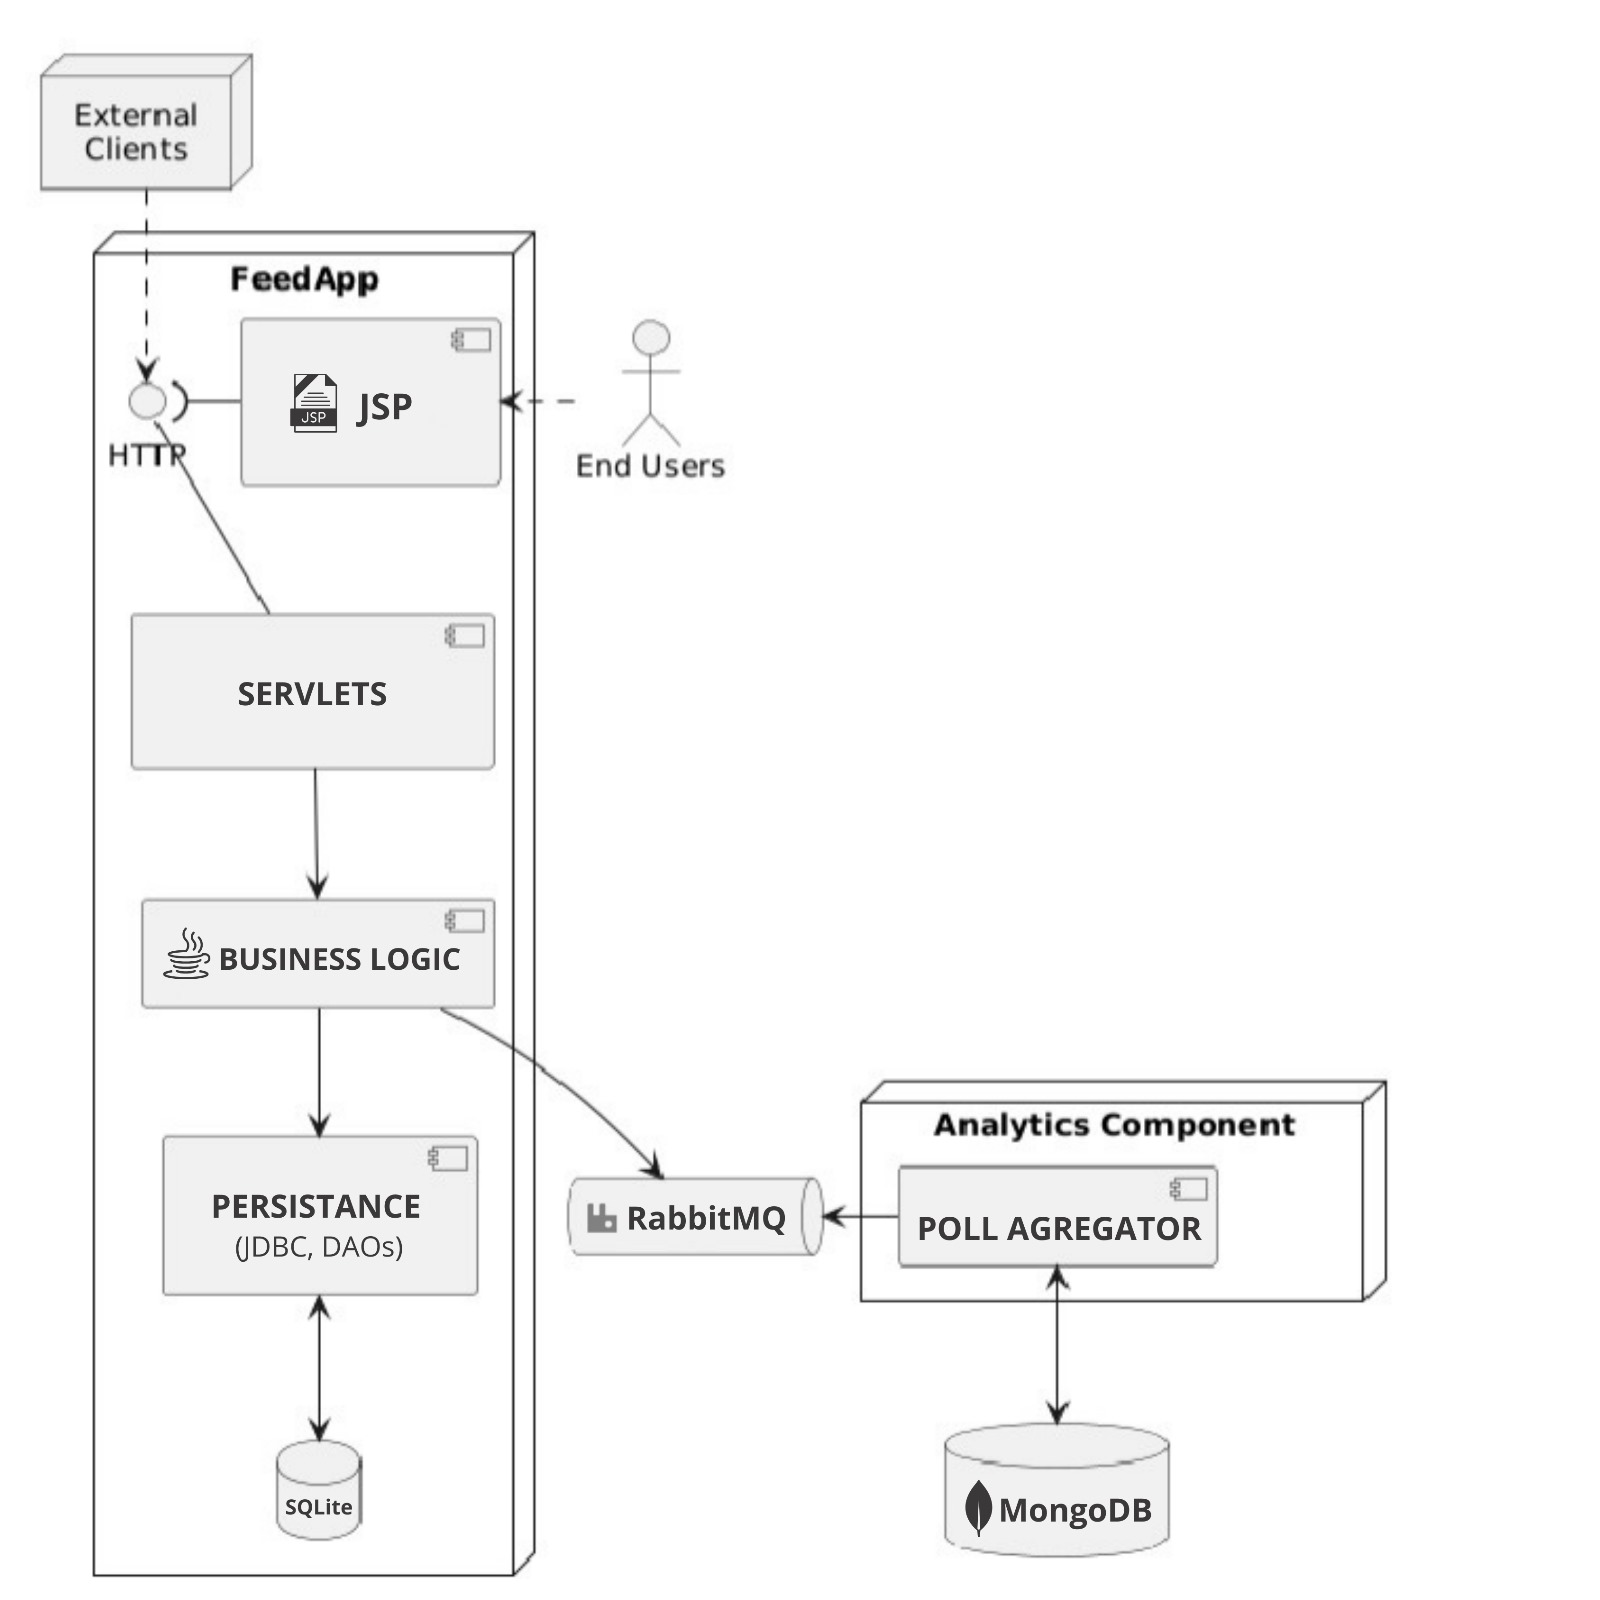 External
Clients
FeedApp
JSP
JSP
HTTP
End Users
SERVLETS
BUSINESS LOGIC
PERSISTANCE
(JDBC, DAOs)
SQLite
RabbitMQ
Analytics Component
POLL AGREGATOR
MongoDB